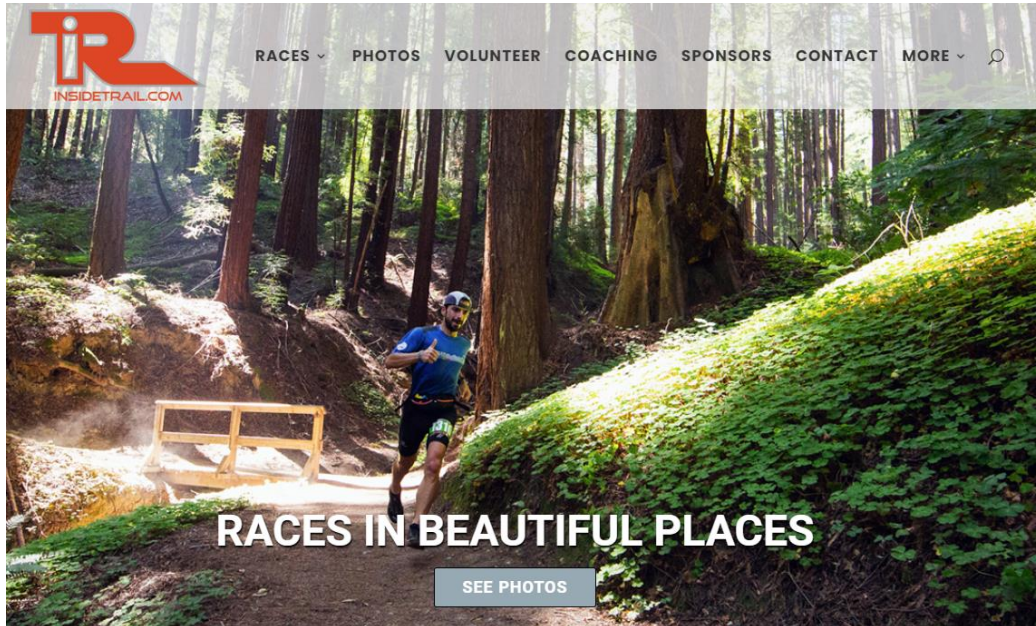 iR
INSIDETRAIL.COM
RACES PHOTOS VOLUNTEER COACHING SPONSORS CONTACT MORE
RACES IN BEAUTIFUL PLACES
SEE PHOTOS